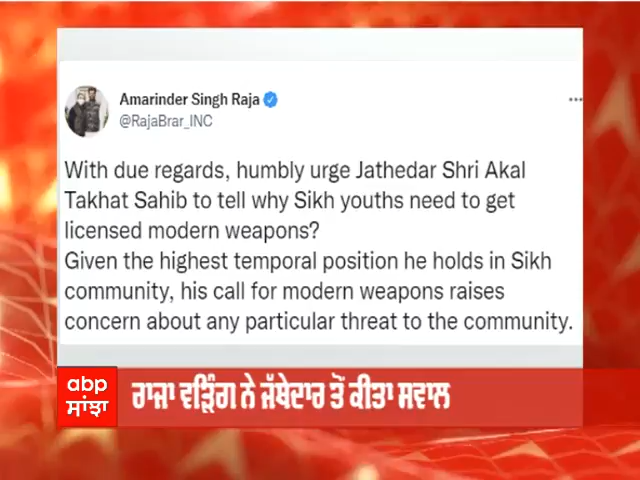 Amarinder Singh Raja
@RajaBrar_INC
With due regards, humbly urge Jathedar Shri Akal
Takhat Sahib to tell why Sikh youths need to get
licensed modern weapons?
Given the highest temporal position he holds in Sikh
community, his call for modern weapons raises
concern about any particular threat to the community.
abp
ਸਾਂਝਾ
ਰਾਜਾ ਵੜਿੰਗ ਨੇ ਜੱਥੇਦਾਰ ਤੋਂ ਕੀਤਾ ਸਵਾਲ